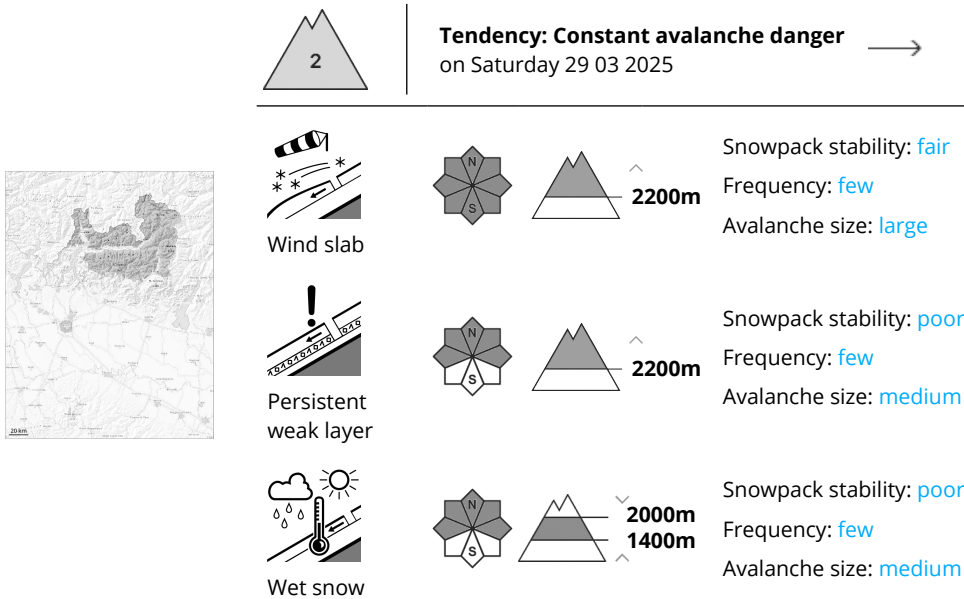 2
Tendency: Constant avalanche danger
on Saturday 29 03 2025
N
S
2200m
Snowpack stability: fair
Frequency: few
Avalanche size: large
Wind slab
N
S
2200m
Snowpack stability: poor
Frequency: few
Avalanche size: medium
Persistent
weak layer
N
S
2000m
1400m
Snowpack stability: poor
Frequency: few
Avalanche size: medium
Wet snow
20 km